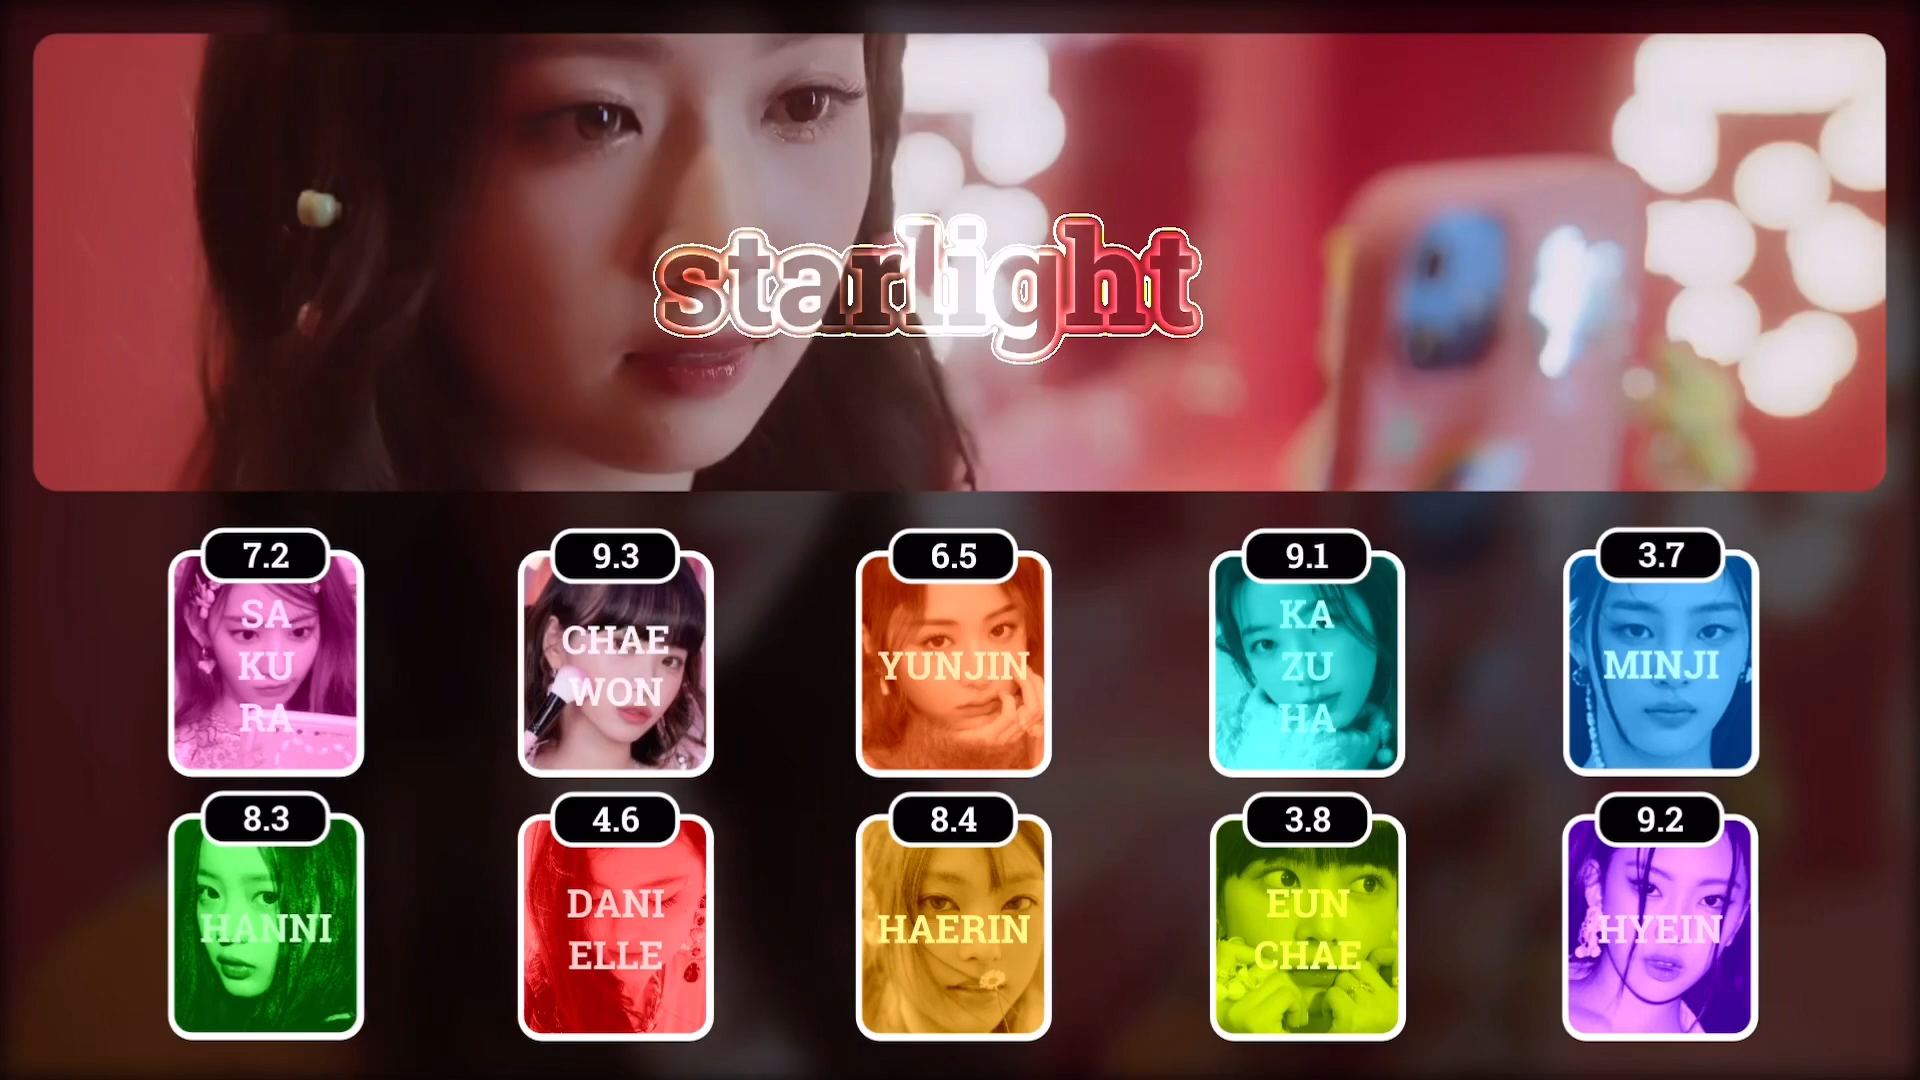 starlight
7.2
SA
KU
RA
9.3
CHAE
WON
6.5
YUNJIN
9.1
KA
ZU
HA
3.7
MINJI
8.3
HANNI
4.6
DANI
ELLE
8.4
HAERIN
3.8
EUN
CHAE
9.2
HYEIN